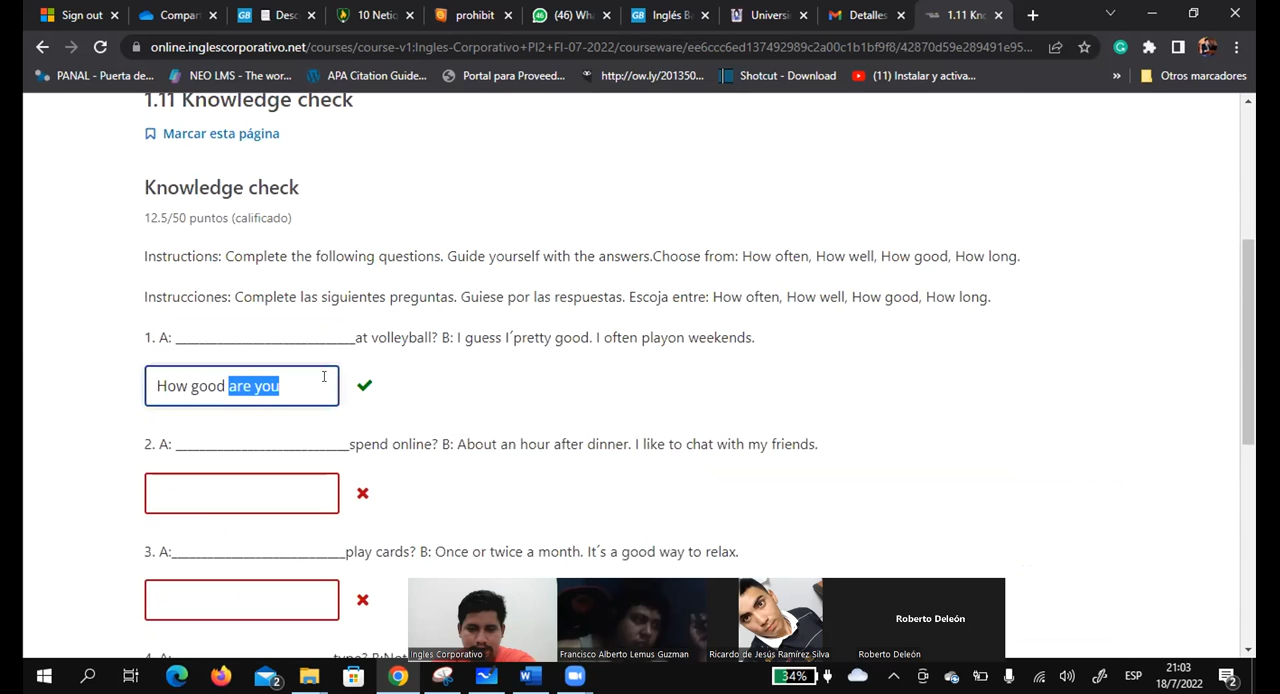 Sign out
Compar
GB
Desc
10 Netiq
prohibit
(46) Wh
GB
Inglés B
Universi
Detalles
1.11 Kno
online.inglescorporativo.net/courses/course-v1:Ingles-Corporativo+PI2+FI-07-2022/courseware/ee6ccc6ed137492989c2a00c1b1bf9f8/42870d59e289491e95...
PANAL - Puerta de...
NEO LMS - The wor...
APA Citation Guide...
Portal para Proveed...
http://ow.ly/201350...
Shotcut - Download
(11) Instalar y activa...
»
Otros marcadores
1.11 Knowledge check
Marcar esta página
Knowledge check
12.5/50 puntos (calificado)
Instructions: Complete the following questions. Guide yourself with the answers.Choose from: How often, How well, How good, How long.
Instrucciones: Complete las siguientes preguntas. Guiese por las respuestas. Escoja entre: How often, How well, How good, How long.
1. A: ______________________at volleyball? B: I guess I´pretty good. I often playon weekends.
How good are you
2. A: ______________________spend online? B: About an hour after dinner. I like to chat with my friends.
3. A:______________________play cards? B: Once or twice a month. It´s a good way to relax.
Roberto Deleón
Ingles Corporativo
Francisco Alberto Lemus Guzman
Ricardo de Jesús Ramírez Silva
Roberto Deleón
34%
ESP
21:03
18/7/2022